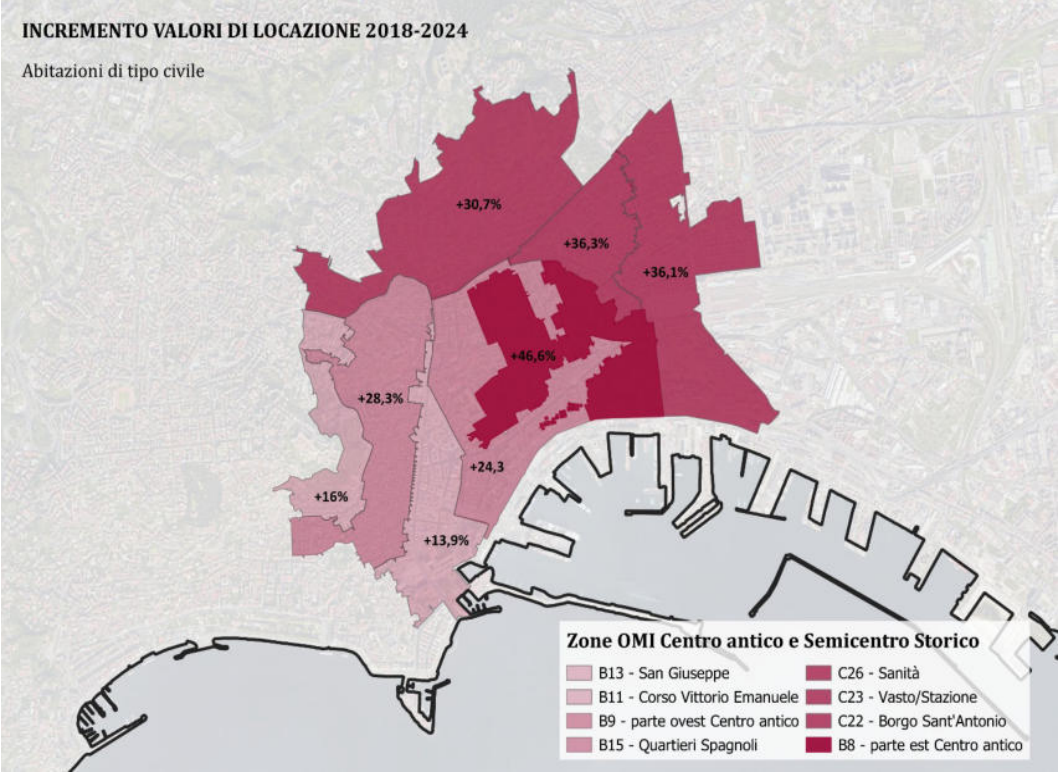 INCREMENTO VALORI DI LOCAZIONE 2018-2024
Abitazioni di tipo civile
+30,7%
+36,3%
+36,1%
+46,6%
+28,3%
+24,3
+16%
+13,9%
Zone OMI Centro antico e Semicentro Storico
B13 - San Giuseppe
B11 - Corso Vittorio Emanuele
B9 - parte ovest Centro antico
B15 - Quartieri Spagnoli
C26 - Sanità
C23 - Vasto/Stazione
C22 - Borgo Sant'Antonio
B8 - parte est Centro antico